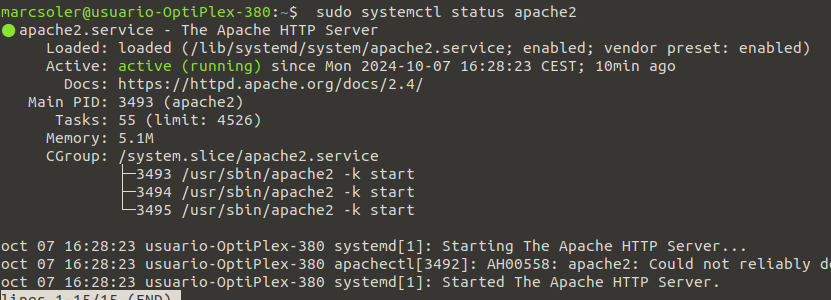 marcsoler@usuario-OptiPlex-380:~$  sudo systemctl status apache2
● apache2.service - The Apache HTTP Server
     Loaded: loaded (/lib/systemd/system/apache2.service; enabled; vendor preset: enabled)
     Active: active (running) since Mon 2024-10-07 16:28:23 CEST; 10min ago
       Docs: https://httpd.apache.org/docs/2.4/
   Main PID: 3493 (apache2)
      Tasks: 55 (limit: 4526)
     Memory: 5.1M
     CGroup: /system.slice/apache2.service
             ├─3493 /usr/sbin/apache2 -k start
             ├─3494 /usr/sbin/apache2 -k start
             └─3495 /usr/sbin/apache2 -k start
oct 07 16:28:23 usuario-OptiPlex-380 systemd[1]: Starting The Apache HTTP Server...
oct 07 16:28:23 usuario-OptiPlex-380 apachectl[3492]: AH00558: apache2: Could not reliably d
oct 07 16:28:23 usuario-OptiPlex-380 systemd[1]: Started The Apache HTTP Server.
lines 1-15/15 (END)